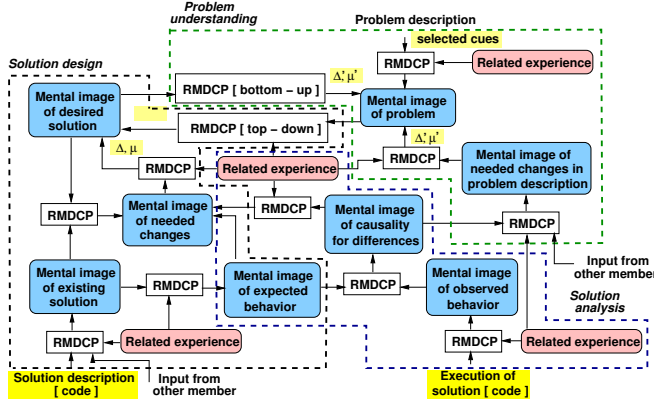 Problem
understanding
Problem description
selected cues
RMDCP
Related experience
Solution design
RMDCP [ bottom − up ]
Δ,' μ'
Mental image
of desired
solution
Mental image
of problem
RMDCP [ top − down ]
Δ, μ
Δ,' μ'
RMDCP
Related experience
RMDCP
Mental image
of needed changes in
problem description
RMDCP
Mental image
of needed
changes
RMDCP
Mental image
of causality
for differences
RMDCP
Input from
other member
Mental image
of existing
solution
RMDCP
Mental image
of expected
behavior
RMDCP
Mental image
of observed
behavior
Solution
analysis
RMDCP
Related experience
RMDCP
Related experience
Solution description
[ code ]
Input from
other member
Execution of
solution [ code ]